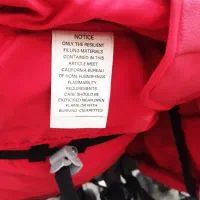 NOTICE
ONLY THE RESILIENT
FILLING MATERIALS
CONTAINED IN THIS
ARTICLE MEET
CALIFORNIA BUREAU
OF HOME FURNISHINGS
FLAMMABILITY
REQUIREMENTS
CARE SHOULD BE
EXERCISED NEAR OPEN
FLAME OR WITH
BURNING CIGARETTES